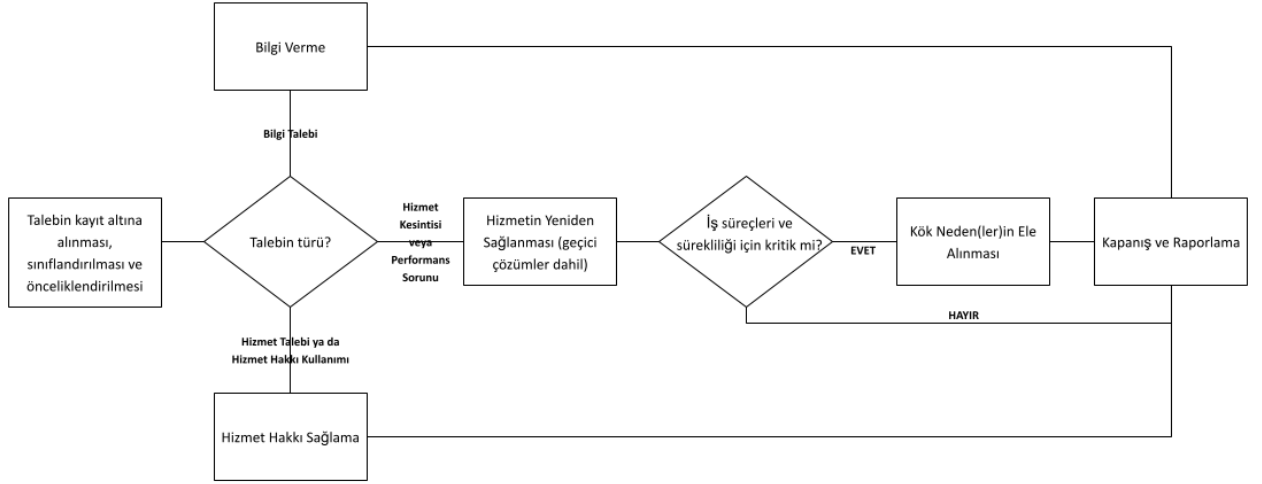 Bilgi Verme
Bilgi Talebi
Talebin kayıt altına
alınması,
sınıflandırılması ve
önceliklendirilmesi
Talebin türü?
Hizmet
Kesintisi
veya
Performans
Sorunu
Hizmetin Yeniden
Sağlanması (geçici
çözümler dahil)
İş süreçleri ve
sürekliliği için kritik mi?
EVET
Kök Neden(ler)in Ele
Alınması
Kapanış ve Raporlama
HAYIR
Hizmet Talebi ya da
Hizmet Hakkı Kullanımı
Hizmet Hakkı Sağlama